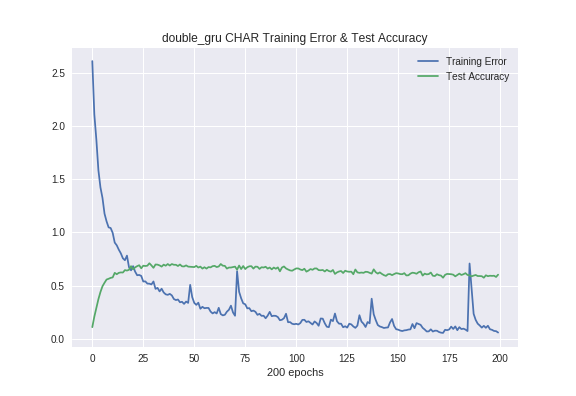 double_gru CHAR Training Error & Test Accuracy
Training Error
Test Accuracy
2.5
2.0
1.5
1.0
0.5
0.0
0 25 50 75 100 125 150 175 200
200 epochs